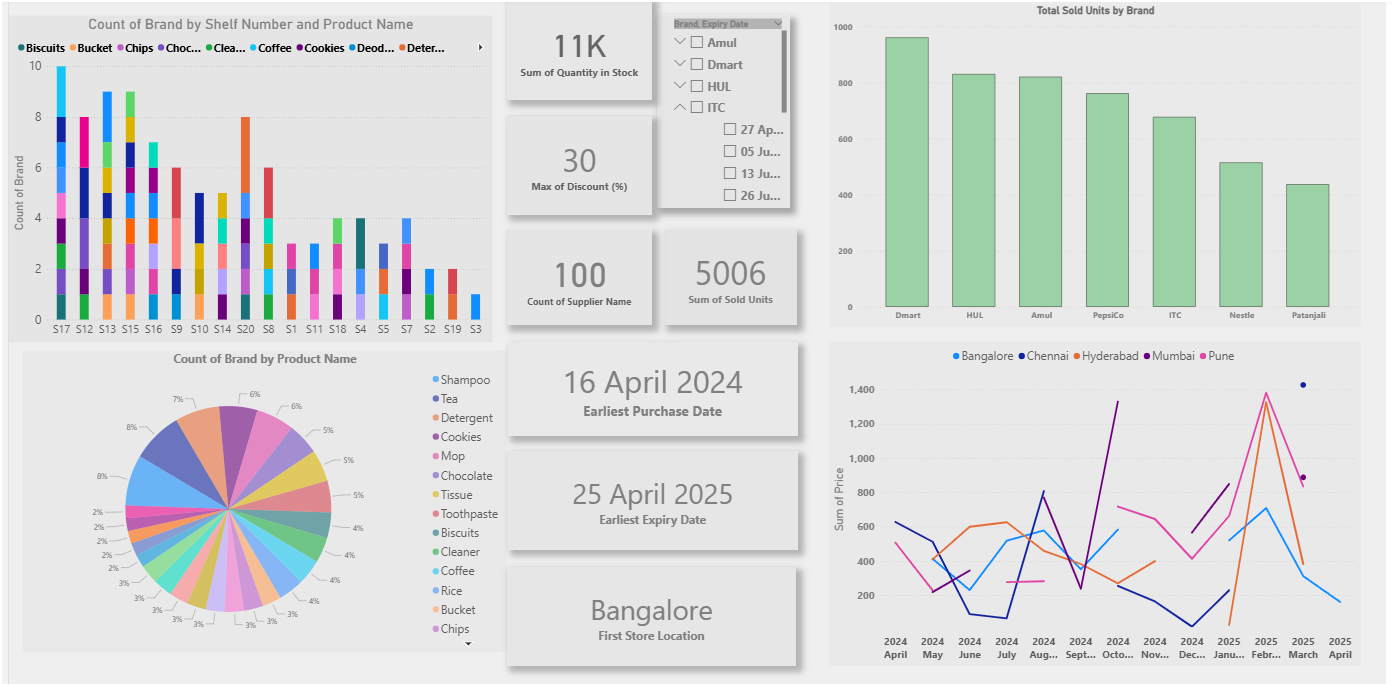 Count of Brand by Shelf Number and Product Name
Biscuits Bucket Chips Choc... Clea... Coffee Cookies Deod... Deter...
Count of Brand
10
8
6
4
2
0
S17 S12 S13 S15 S16 S9 S10 S14 S20 S8 S1 S11 S18 S4 S5 S7 S2 S19 S3
11K
Sum of Quantity in Stock
30
Max of Discount (%)
100
Count of Supplier Name
Brand, Expiry Date
Amul
Dmart
HUL
ITC
27 Ap...
05 Ju...
13 Ju...
26 Ju...
5006
Sum of Sold Units
Total Sold Units by Brand
1000
800
600
400
200
0
Dmart HUL Amul PepsiCo ITC Nestle Patanjali
Count of Brand by Product Name
6%
6%
5%
5%
5%
4%
4%
4%
4%
3%
3%
3%
3%
3%
3%
3%
2%
2%
2%
2%
2%
8%
8%
7%
Shampoo
Tea
Detergent
Cookies
Mop
Chocolate
Tissue
Toothpaste
Biscuits
Cleaner
Coffee
Rice
Bucket
Chips
16 April 2024
Earliest Purchase Date
25 April 2025
Earliest Expiry Date
Bangalore
First Store Location
Bangalore Chennai Hyderabad Mumbai Pune
Sum of Price
1,400
1,200
1,000
800
600
400
200
2024 2024 2024 2024 2024 2024 2024 2024 2024 2025 2025 2025 2025
April May June July Aug... Sept... Octo... Nov... Dec... Janu... Febr... March April